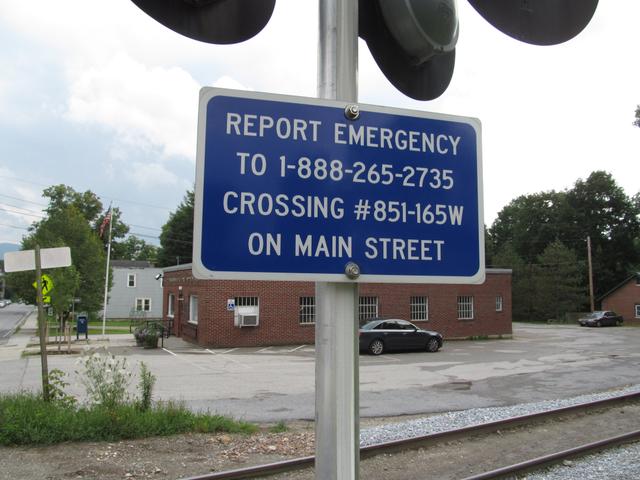 REPORT EMERGENCY
TO 1-888-265-2735
CROSSING #851-165W
ON MAIN STREET